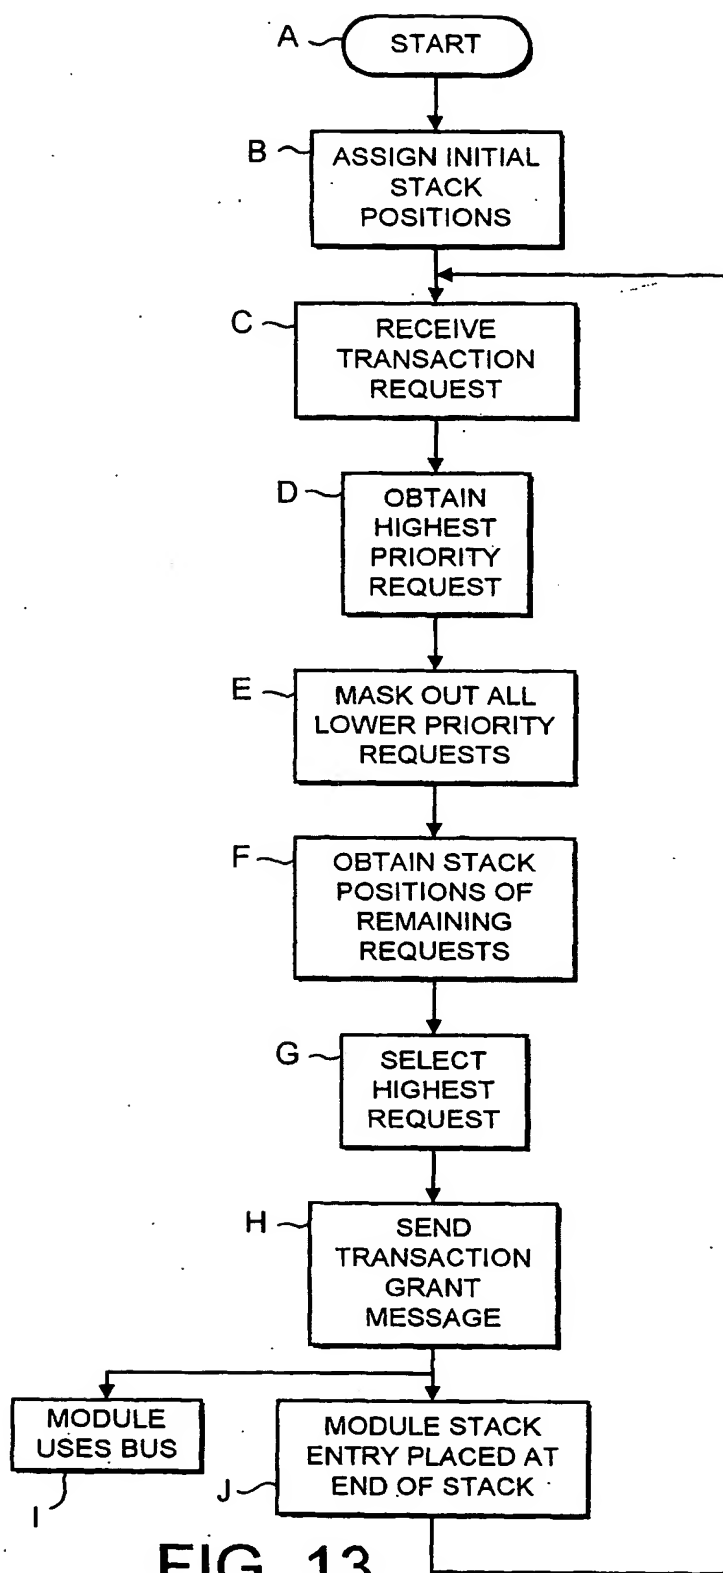 A
START
B
ASSIGN INITIAL
STACK
POSITIONS
C
RECEIVE
TRANSACTION
REQUEST
D
OBTAIN
HIGHEST
PRIORITY
REQUEST
E
MASK OUT ALL
LOWER PRIORITY
REQUESTS
F
OBTAIN STACK
POSITIONS OF
REMAINING
REQUESTS
G
SELECT
HIGHEST
REQUEST
H
SEND
TRANSACTION
GRANT
MESSAGE
MODULE
USES BUS
I
MODULE STACK
ENTRY PLACED AT
END OF STACK
J
FIG. 13